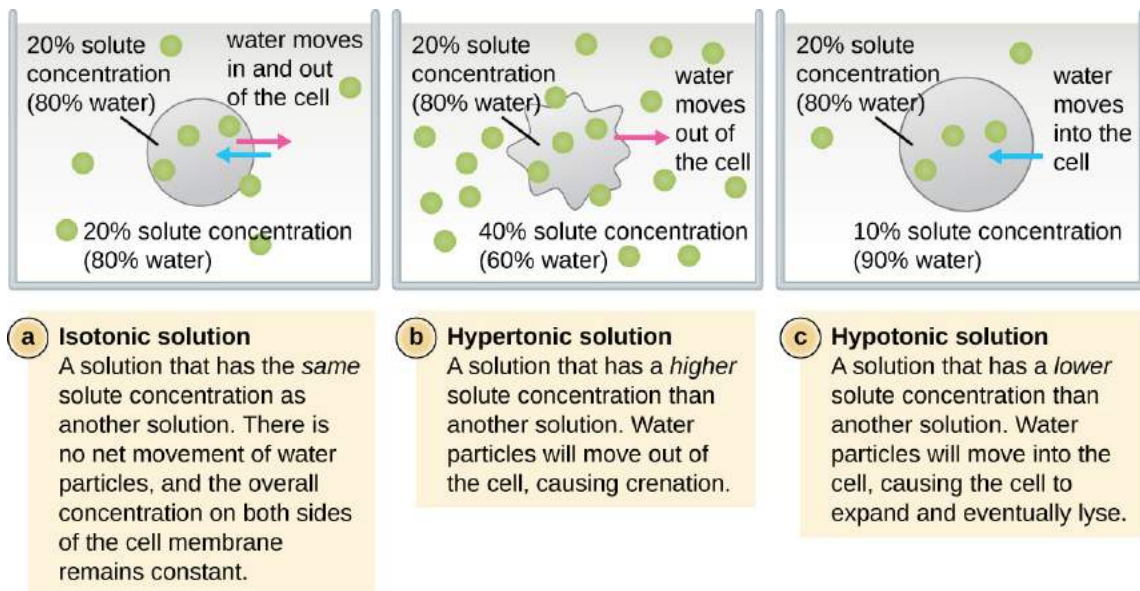 20% solute
concentration
(80% water)
water moves
in and out
of the cell
20% solute concentration
(80% water)
20% solute
concentration
(80% water)
water
moves
out of
the cell
40% solute concentration
(60% water)
20% solute
concentration
(80% water)
water
moves
into the
cell
10% solute concentration
(90% water)
a Isotonic solution
A solution that has the same
solute concentration as
another solution. There is
no net movement of water
particles, and the overall
concentration on both sides
of the cell membrane
remains constant.
b Hypertonic solution
A solution that has a higher
solute concentration than
another solution. Water
particles will move out of
the cell, causing crenation.
c Hypotonic solution
A solution that has a lower
solute concentration than
another solution. Water
particles will move into the
cell, causing the cell to
expand and eventually lyse.